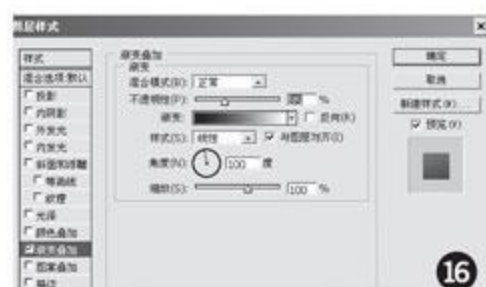 图层样式
样式
混合选项:默认
投影
内阴影
外发光
内发光
斜面和浮雕
等高线
纹理
光泽
颜色叠加
渐变叠加
图案叠加
描边
渐变叠加
渐变
混合模式(B): 正常
不透明性(P): %
渐变: 反向(R)
样式(S): 线性 与图层对齐(I)
角度(N): 100 度
缩放(S): 100 %
确定
取消
新建样式(W)...
预览(V)
16